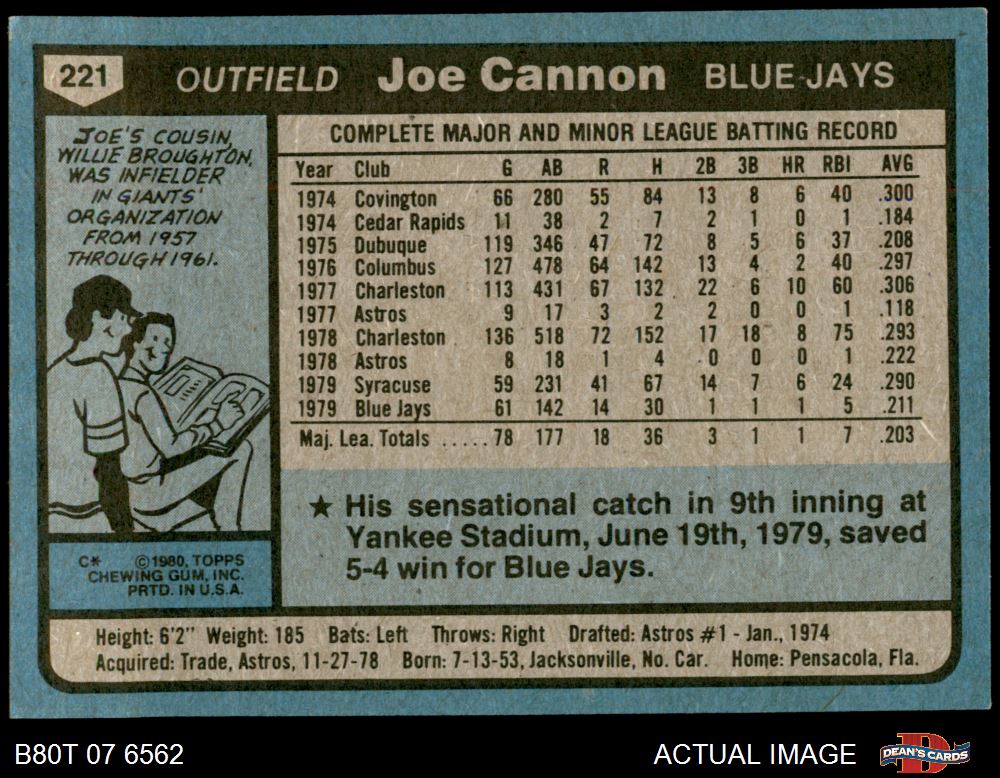 221 OUTFIELD Joe Cannon BLUE JAYS
JOE'S COUSIN,
WILLIE BROUGHTON,
WAS INFIELDER
IN GIANTS'
ORGANIZATION
FROM 1957
THROUGH 1961.
COMPLETE MAJOR AND MINOR LEAGUE BATTING RECORD
Year Club G AB R H 2B 3B HR RBI AVG
1974 Covington 66 280 55 84 13 8 6 40 .300
1974 Cedar Rapids 11 38 2 7 2 1 0 1 .184
1975 Dubuque 119 346 47 72 8 5 6 37 .208
1976 Columbus 127 478 64 142 13 4 2 40 .297
1977 Charleston 113 431 67 132 22 6 10 60 .306
1977 Astros 9 17 3 2 2 0 0 1 .118
1978 Charleston 136 518 72 152 17 18 8 75 .293
1978 Astros 8 18 1 4 0 0 0 1 .222
1979 Syracuse 59 231 41 67 14 7 6 24 .290
1979 Blue Jays 61 142 14 30 1 1 1 5 .211
Maj. Lea. Totals .....78 177 18 36 3 1 1 7 .203
★ His sensational catch in 9th inning at
Yankee Stadium, June 19th, 1979, saved
5-4 win for Blue Jays.
C* ©1980, TOPPS
CHEWING GUM, INC.
PRTD. IN U.S.A.
Height: 6'2" Weight: 185 Bats: Left Throws: Right Drafted: Astros #1 - Jan., 1974
Acquired: Trade, Astros, 11-27-78 Born: 7-13-53, Jacksonville, No. Car. Home: Pensacola, Fla.
B80T 07 6562 ACTUAL IMAGE DEAN'S CARDS